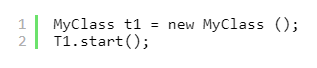 1 MyClass t1 = new MyClass ();
2 T1.start();